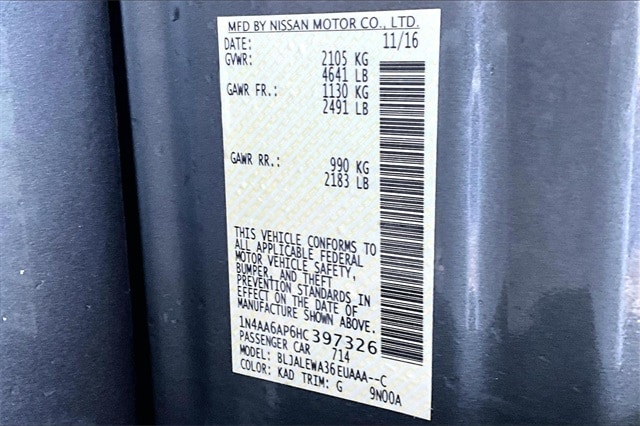 MFD BY NISSAN MOTOR CO., LTD.
DATE: 11/16
GVWR: 2105 KG
4641 LB
GAWR FR.: 1130 KG
2491 LB
GAWR RR.: 990 KG
2183 LB
THIS VEHICLE CONFORMS TO
ALL APPLICABLE FEDERAL
MOTOR VEHICLE SAFETY,
BUMPER, AND THEFT
PREVENTION STANDARDS IN
EFFECT ON THE DATE OF
MANUFACTURE SHOWN ABOVE.
1N4AA6AP6HC397326
PASSENGER CAR 714
MODEL: BLJALEWA36EUAAA--C
COLOR: KAD TRIM: G 9N00A